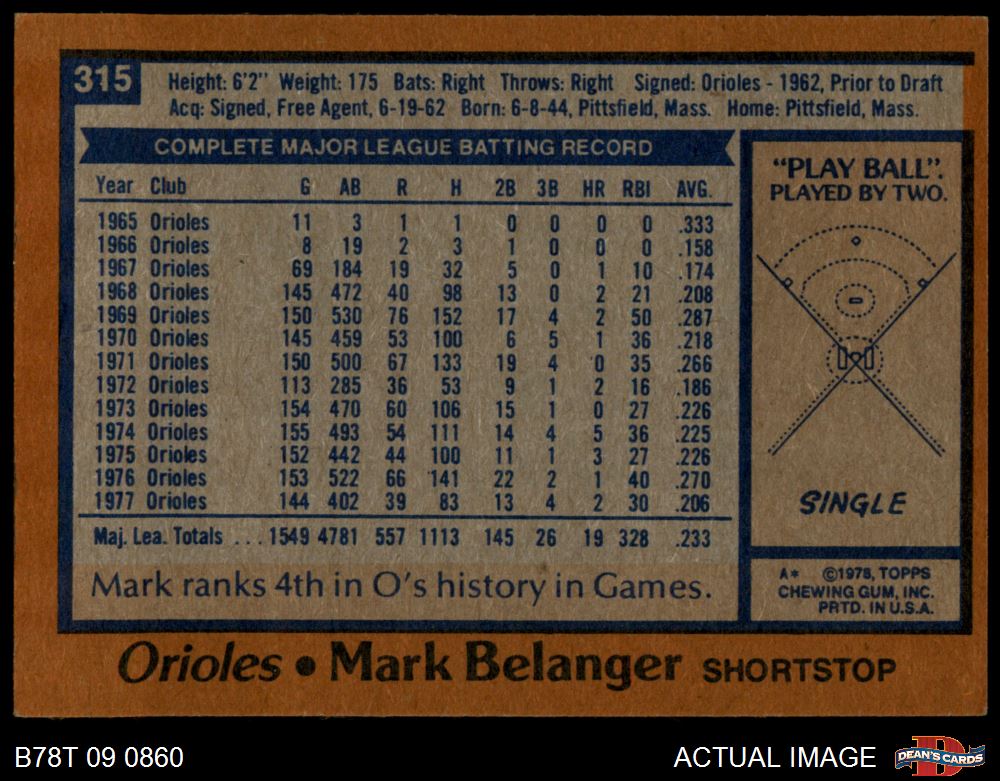 315
Height: 6'2" Weight: 175 Bats: Right Throws: Right Signed: Orioles - 1962, Prior to Draft
Acq: Signed, Free Agent, 6-19-62 Born: 6-8-44, Pittsfield, Mass. Home: Pittsfield, Mass.
COMPLETE MAJOR LEAGUE BATTING RECORD
Year Club G AB R H 2B 3B HR RBI AVG.
1965 Orioles 11 3 1 1 0 0 0 0 .333
1966 Orioles 8 19 2 3 1 0 0 0 .158
1967 Orioles 69 184 19 32 5 0 1 10 .174
1968 Orioles 145 472 40 98 13 0 2 21 .208
1969 Orioles 150 530 76 152 17 4 2 50 .287
1970 Orioles 145 459 53 100 6 5 1 36 .218
1971 Orioles 150 500 67 133 19 4 0 35 .266
1972 Orioles 113 285 36 53 9 1 2 16 .186
1973 Orioles 154 470 60 106 15 1 0 27 .226
1974 Orioles 155 493 54 111 14 4 5 36 .225
1975 Orioles 152 442 44 100 11 1 3 27 .226
1976 Orioles 153 522 66 141 22 2 1 40 .270
1977 Orioles 144 402 39 83 13 4 2 30 .206
Maj. Lea. Totals ... 1549 4781 557 1113 145 26 19 328 .233
Mark ranks 4th in O's history in Games.
"PLAY BALL".
PLAYED BY TWO.
SINGLE
A* ©1978, TOPPS
CHEWING GUM, INC.
PRTD. IN U.S.A.
Orioles • Mark Belanger SHORTSTOP
B78T 09 0860
ACTUAL IMAGE
D
DEAN'S CARDS